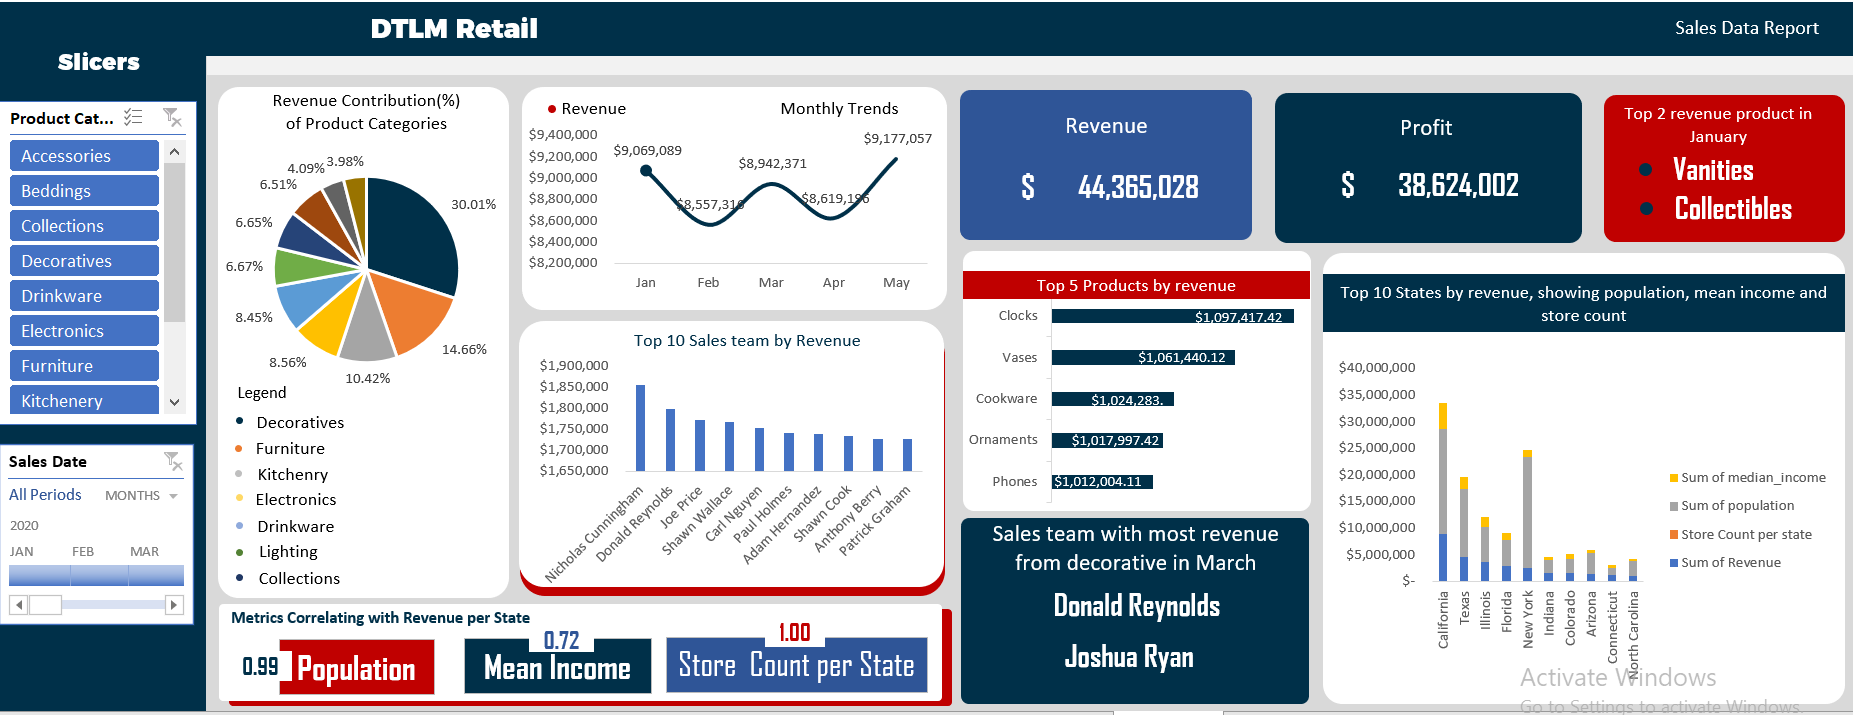 DTLM Retail
Sales Data Report
Slicers
Product Cat...
Accessories
Beddings
Collections
Decoratives
Drinkware
Electronics
Furniture
Kitchenery
Sales Date
All Periods MONTHS
2020
JAN FEB MAR
Revenue Contribution(%)
of Product Categories
3.98%
4.09%
6.51%
30.01%
6.65%
6.67%
8.45%
14.66%
8.56%
10.42%
Legend
Decoratives
Furniture
Kitchenry
Electronics
Drinkware
Lighting
Collections
Revenue Monthly Trends
$9,400,000
$9,200,000
$9,000,000
$8,800,000
$8,600,000
$8,400,000
$8,200,000
$9,069,089
$8,557,316
$8,942,371
$8,619,196
$9,177,057
Jan Feb Mar Apr May
Top 10 Sales team by Revenue
$1,900,000
$1,850,000
$1,800,000
$1,750,000
$1,700,000
$1,650,000
Nicholas Cunningham
Donald Reynolds
Joe Price
Shawn Wallace
Carl Nguyen
Paul Holmes
Adam Hernandez
Shawn Cook
Anthony Berry
Patrick Graham
Metrics Correlating with Revenue per State
0.99 Population
0.72
Mean Income
1.00
Store Count per State
Revenue
$ 44,365,028
Profit
$ 38,624,002
Top 2 revenue product in
January
Vanities
Collectibles
Top 5 Products by revenue
Clocks $1,097,417.42
Vases $1,061,440.12
Cookware $1,024,283.
Ornaments $1,017,997.42
Phones $1,012,004.11
Sales team with most revenue
from decorative in March
Donald Reynolds
Joshua Ryan
Top 10 States by revenue, showing population, mean income and
store count
$40,000,000
$35,000,000
$30,000,000
$25,000,000
$20,000,000
$15,000,000
$10,000,000
$5,000,000
$-
California
Texas
Illinois
Florida
New York
Indiana
Colorado
Arizona
Connecticut
North Carolina
Sum of median_income
Sum of population
Store Count per state
Sum of Revenue
Activate Windows
Go to Settings to activate Windows.